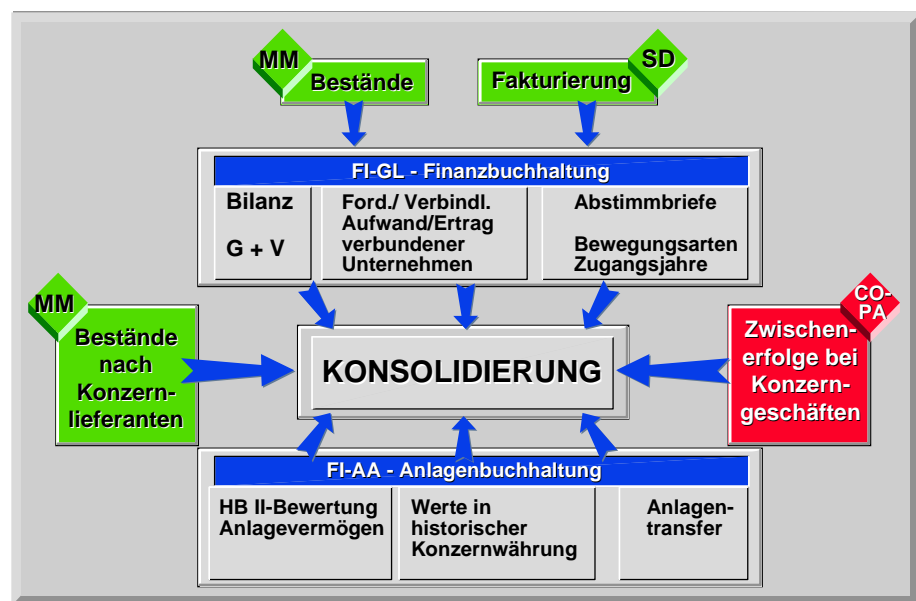 MM
Bestände
SD
Fakturierung
FI-GL - Finanzbuchhaltung
Bilanz
G + V
Ford./ Verbindl.
Aufwand/Ertrag
verbundener
Unternehmen
Abstimmbriefe
Bewegungsarten
Zugangsjahre
MM
Bestände
nach
Konzern-
lieferanten
KONSOLIDIERUNG
CO-
PA
Zwischen-
erfolge bei
Konzern-
geschäften
FI-AA - Anlagenbuchhaltung
HB II-Bewertung
Anlagevermögen
Werte in
historischer
Konzernwährung
Anlagen-
transfer